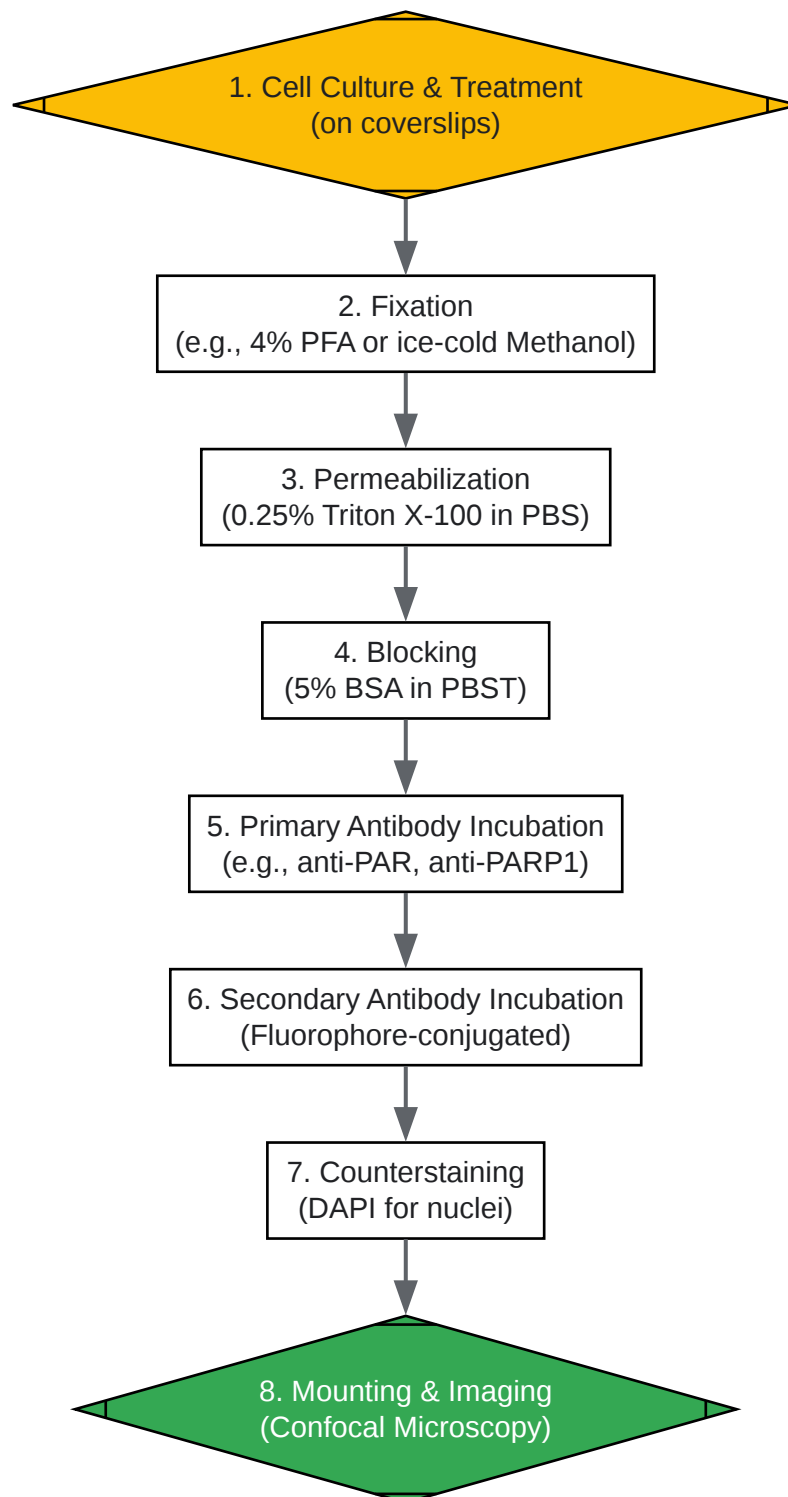 1. Cell Culture & Treatment
(on coverslips)
2. Fixation
(e.g., 4% PFA or ice-cold Methanol)
3. Permeabilization
(0.25% Triton X-100 in PBS)
4. Blocking
(5% BSA in PBST)
5. Primary Antibody Incubation
(e.g., anti-PAR, anti-PARP1)
6. Secondary Antibody Incubation
(Fluorophore-conjugated)
7. Counterstaining
(DAPI for nuclei)
8. Mounting & Imaging
(Confocal Microscopy)